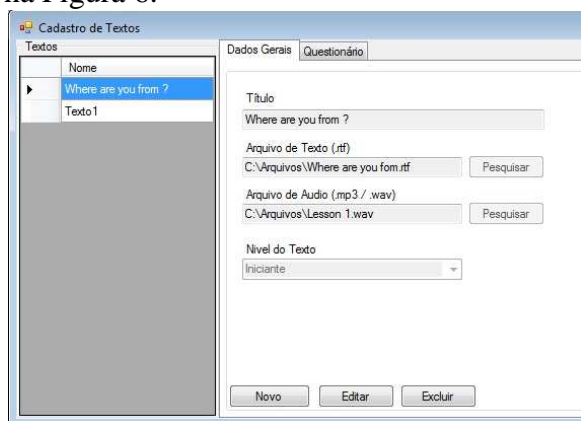 na Figura 6.
Cadastro de Textos
Textos
Nome
Where are you from ?
Texto1
Dados Gerais
Questionário
Título
Where are you from ?
Arquivo de Texto (.rtf)
C:\Arquivos\Where are you fom.rtf
Pesquisar
Arquivo de Audio (.mp3 / .wav)
C:\Arquivos\Lesson 1.wav
Pesquisar
Nivel do Texto
Iniciante
Novo
Editar
Excluir